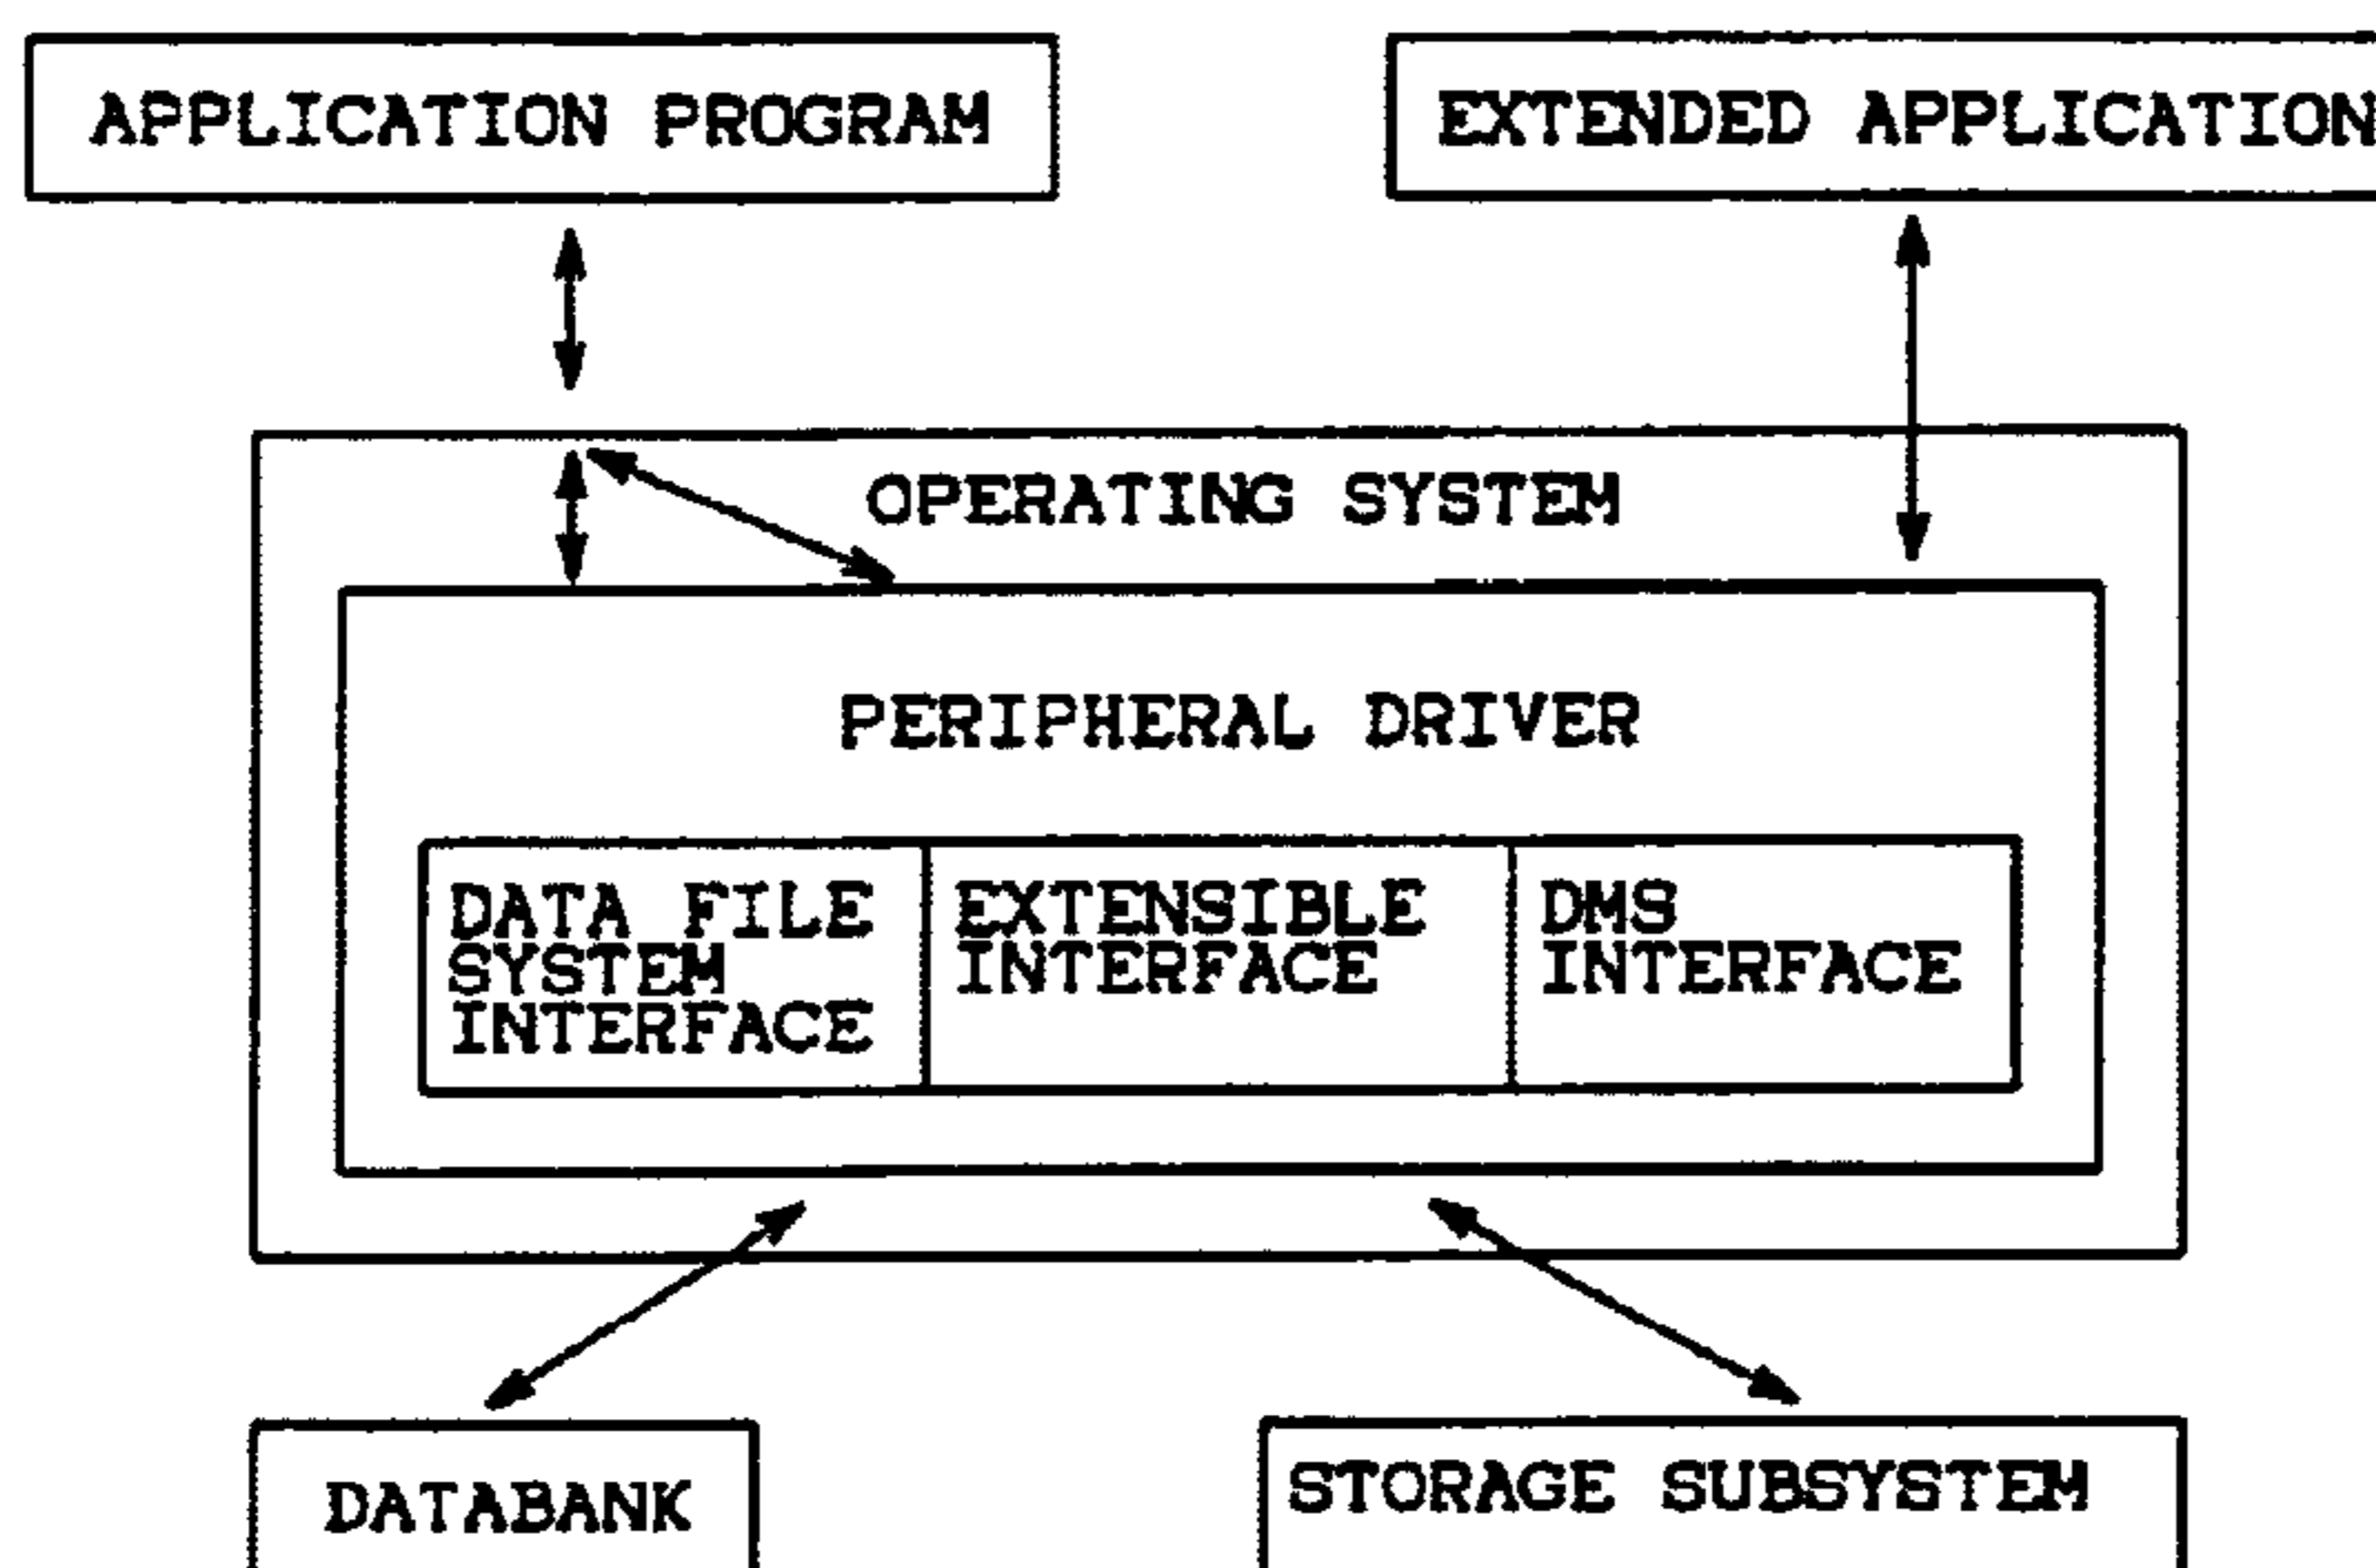 APPLICATION PROGRAM
EXTENDED APPLICATION
OPERATING SYSTEM
PERIPHERAL DRIVER
DATA FILE
SYSTEM
INTERFACE
EXTENSIBLE
INTERFACE
DMS
INTERFACE
DATABANK
STORAGE SUBSYSTEM